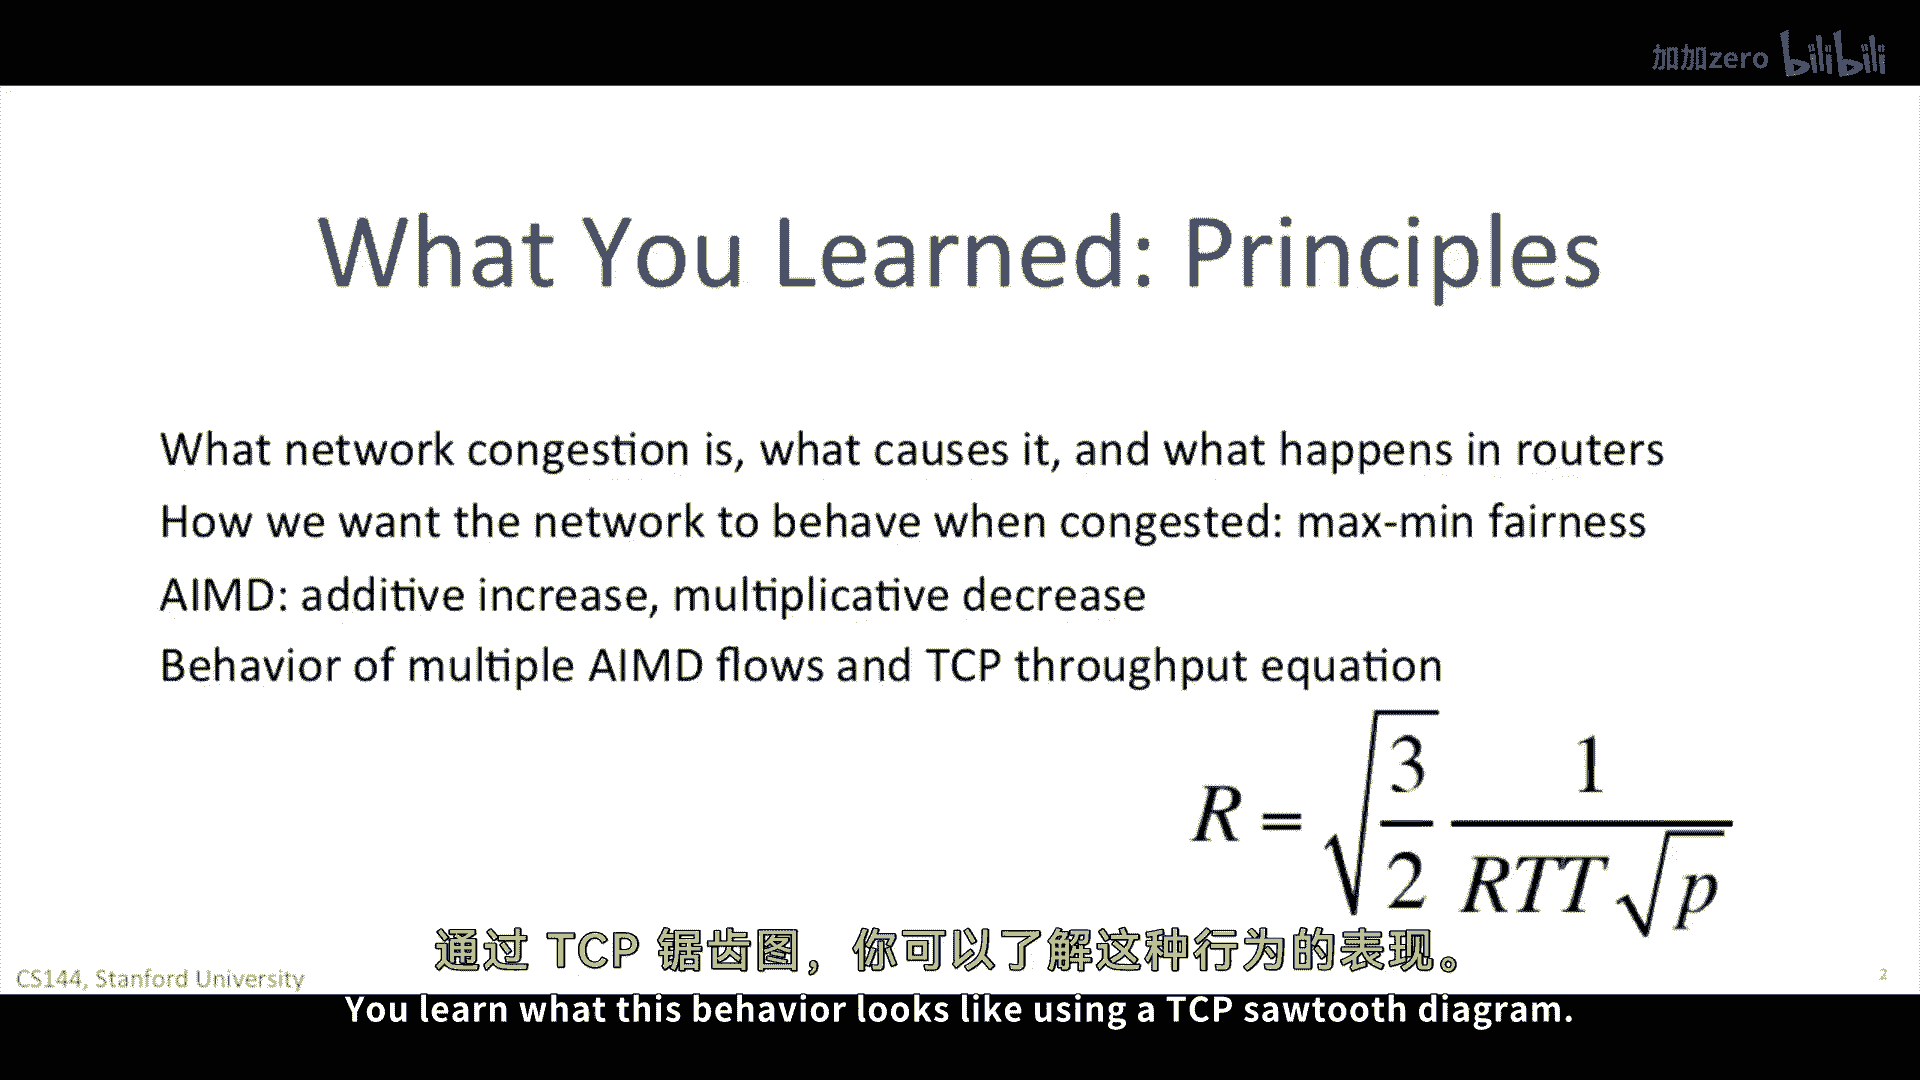 加加zero bilibili
What You Learned: Principles
What network congestion is, what causes it, and what happens in routers
How we want the network to behave when congested: max-min fairness
AIMD: additive increase, multiplicative decrease
Behavior of multiple AIMD flows and TCP throughput equation
R = √(3/2) 1/(RTT√p)
通过 TCP 锯齿图，你可以了解这种行为的表现。
CS144, Stanford University
2
You learn what this behavior looks like using a TCP sawtooth diagram.